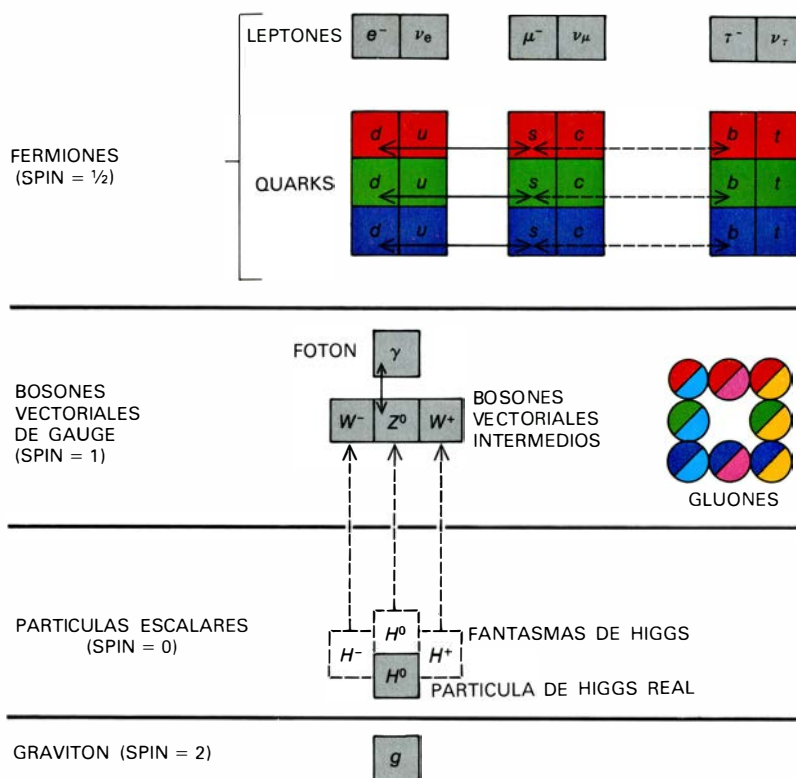 LEPTONES
e⁻ νe μ⁻ νμ τ⁻ ντ
FERMIONES
(SPIN = ½)
QUARKS
d u s c b t
d u s c b t
d u s c b t
BOSONES
VECTORIALES
DE GAUGE
(SPIN = 1)
FOTON
γ
W⁻ Z⁰ W⁺
BOSONES
VECTORIALES
INTERMEDIOS
GLUONES
PARTICULAS ESCALARES
(SPIN = 0)
H⁰
H⁻ H⁺
H⁰
FANTASMAS DE HIGGS
PARTICULA DE HIGGS REAL
GRAVITON (SPIN = 2)
g